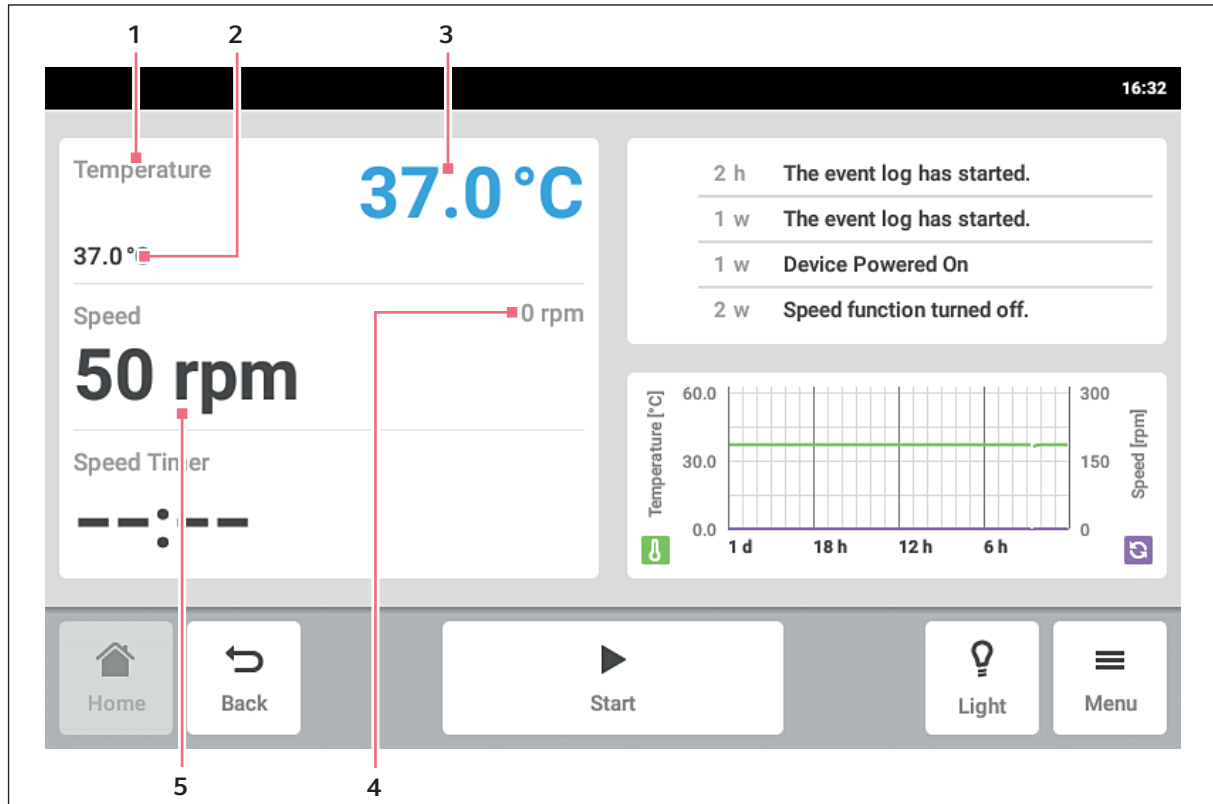 1 2 3
16:32
Temperature
37.0 °C
37.0 °C
Speed
0 rpm
50 rpm
Speed Timer
--:--
2 h The event log has started.
1 w The event log has started.
1 w Device Powered On
2 w Speed function turned off.
Temperature [°C]
60.0
30.0
0.0
300
150
0
Speed [rpm]
1 d 18 h 12 h 6 h
Home
Back
Start
Light
Menu
5 4